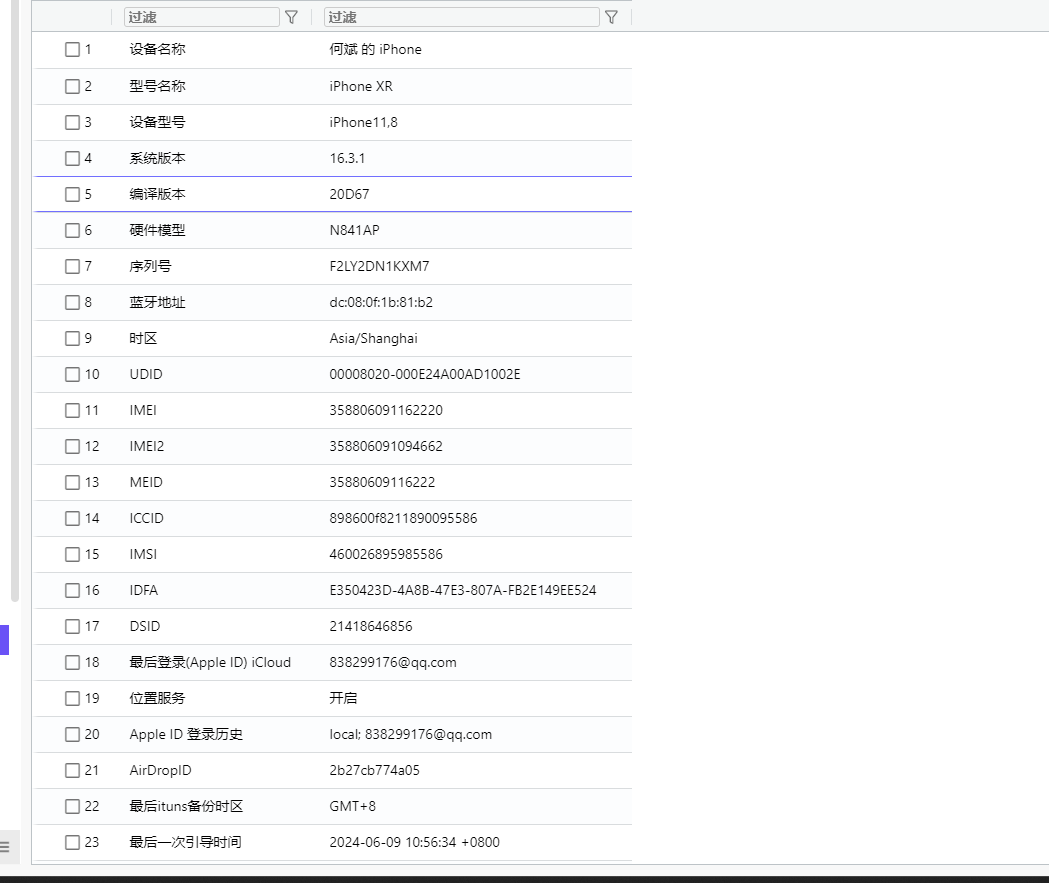 过滤 过滤
1 设备名称 何斌 的 iPhone
2 型号名称 iPhone XR
3 设备型号 iPhone11,8
4 系统版本 16.3.1
5 编译版本 20D67
6 硬件模型 N841AP
7 序列号 F2LY2DN1KXM7
8 蓝牙地址 dc:08:0f:1b:81:b2
9 时区 Asia/Shanghai
10 UDID 00008020-000E24A00AD1002E
11 IMEI 358806091162220
12 IMEI2 358806091094662
13 MEID 35880609116222
14 ICCID 898600f8211890095586
15 IMSI 460026895985586
16 IDFA E350423D-4A8B-47E3-807A-FB2E149EE524
17 DSID 21418646856
18 最后登录(Apple ID) iCloud 838299176@qq.com
19 位置服务 开启
20 Apple ID 登录历史 local; 838299176@qq.com
21 AirDropID 2b27cb774a05
22 最后ituns备份时区 GMT+8
23 最后一次引导时间 2024-06-09 10:56:34 +0800